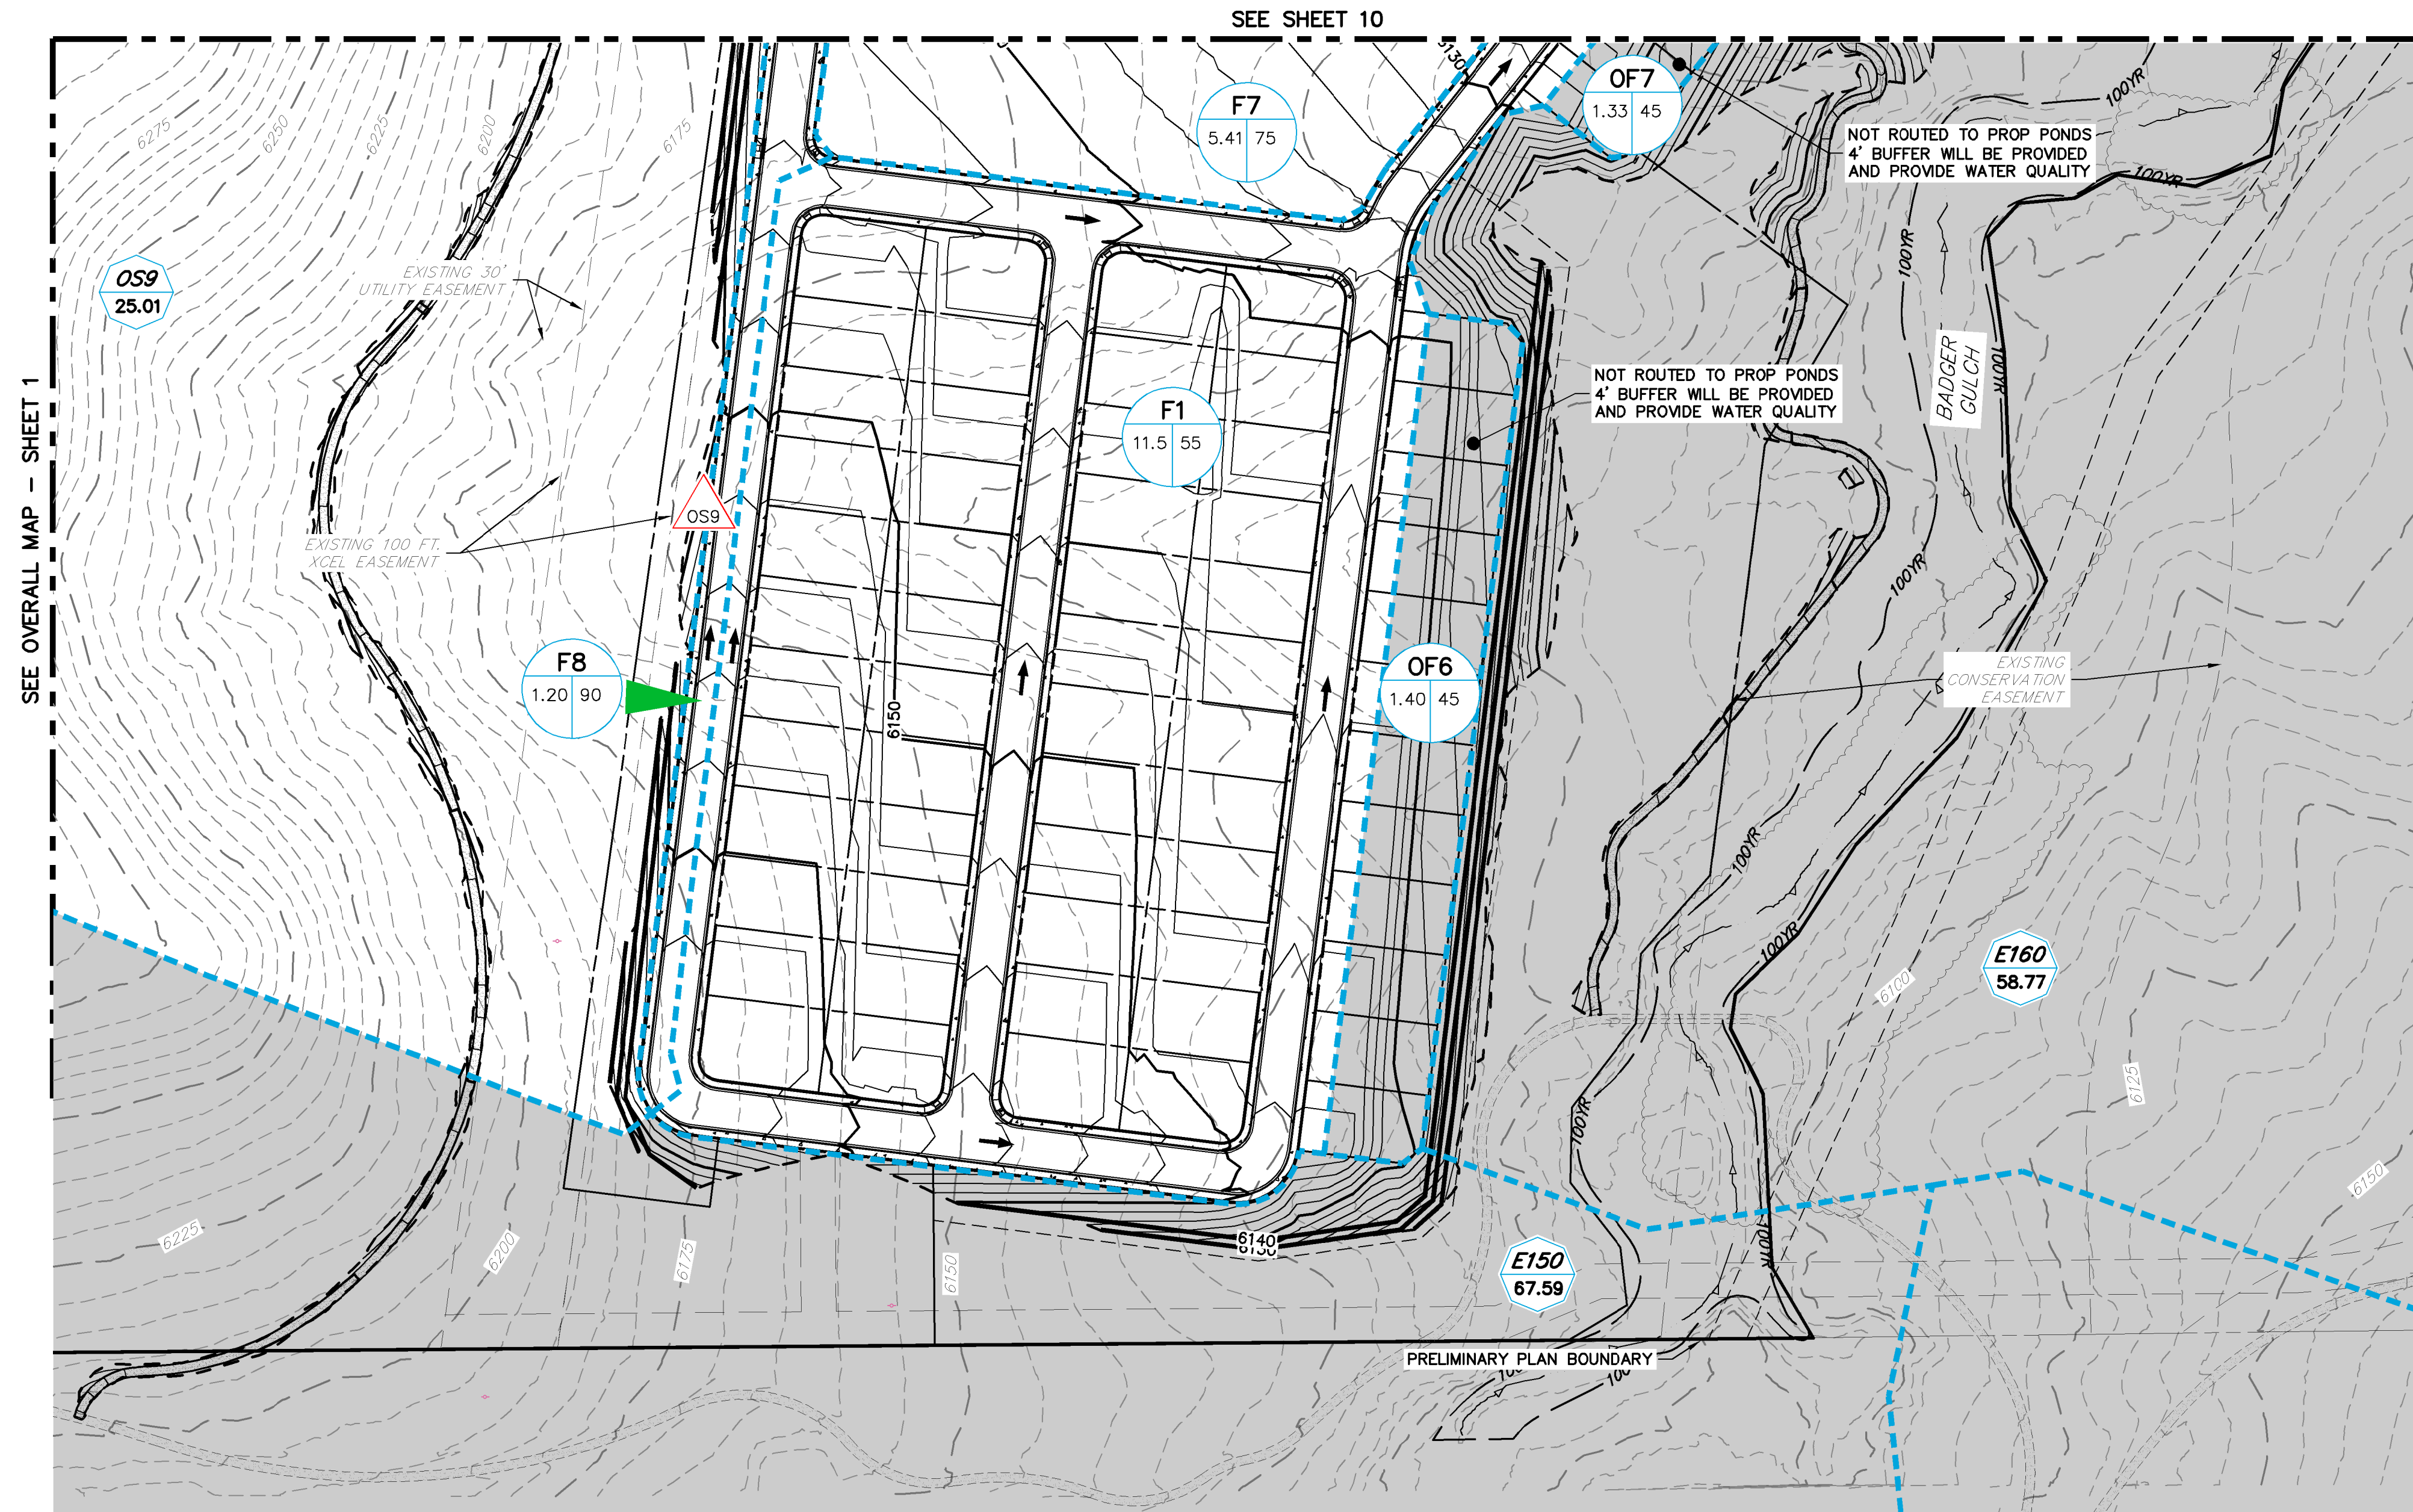 SEE SHEET 10
SEE OVERALL MAP - SHEET 1
6275
6250
6225
6200
6175
6130
F7
5.41 75
OF7
1.33 45
100YR
NOT ROUTED TO PROP PONDS
4' BUFFER WILL BE PROVIDED
AND PROVIDE WATER QUALITY
100YR
100YR
OS9
25.01
EXISTING 30'
UTILITY EASEMENT
BADGER
GULCH
100YR
NOT ROUTED TO PROP PONDS
4' BUFFER WILL BE PROVIDED
AND PROVIDE WATER QUALITY
F1
11.5 55
OS9
EXISTING 100 FT.
XCEL EASEMENT
100YR
F8
1.20 90
6150
OF6
1.40 45
EXISTING
CONSERVATION
EASEMENT
100YR
100YR
E160
58.77
6100
6125
100YR
6225
6200
6175
6150
6140
6130
100YR
6150
E150
67.59
PRELIMINARY PLAN BOUNDARY